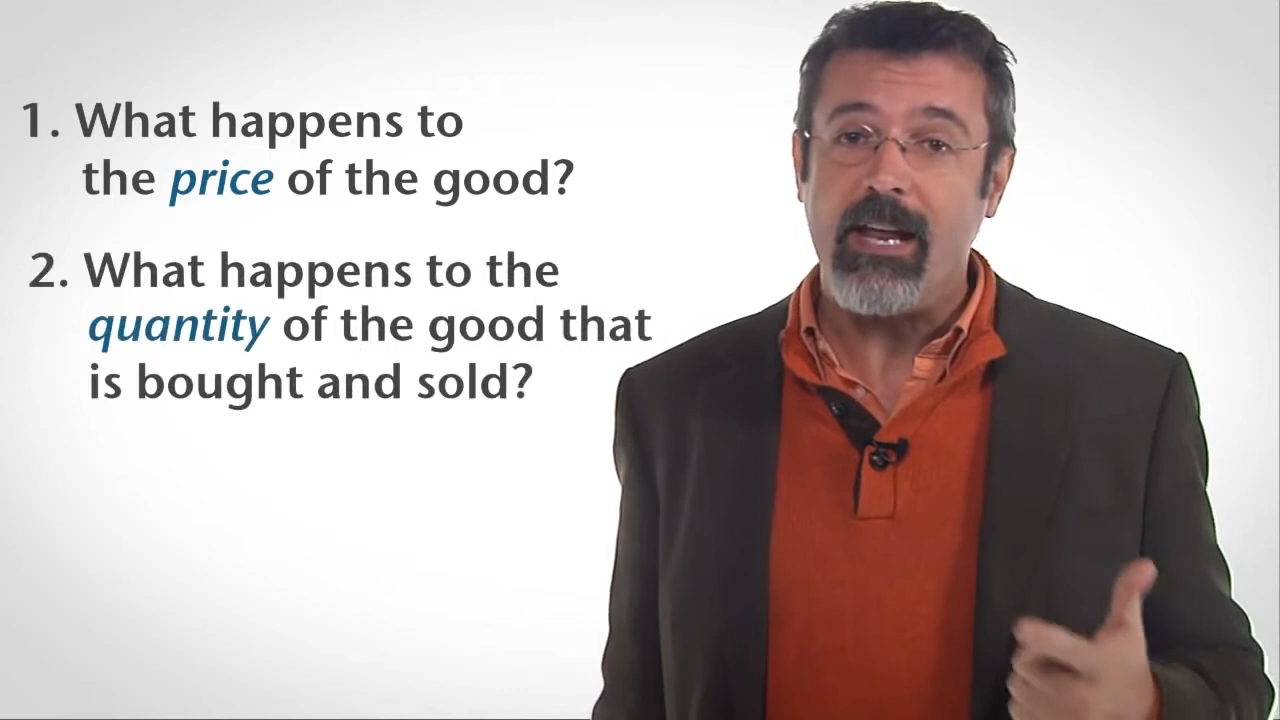 1. What happens to
the price of the good?
2. What happens to the
quantity of the good that
is bought and sold?